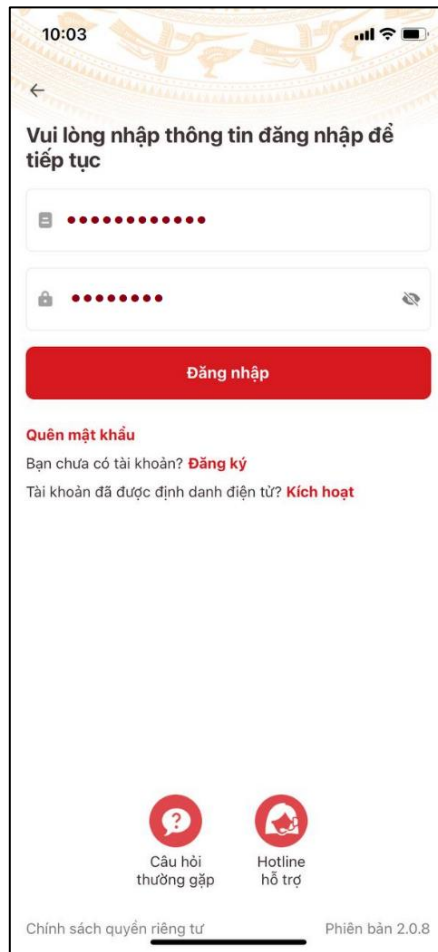 10:03
Vui lòng nhập thông tin đăng nhập để
tiếp tục
••••••••••••
••••••••
Đăng nhập
Quên mật khẩu
Bạn chưa có tài khoản? Đăng ký
Tài khoản đã được định danh điện tử? Kích hoạt
Câu hỏi
thường gặp
Hotline
hỗ trợ
Chính sách quyền riêng tư
Phiên bản 2.0.8